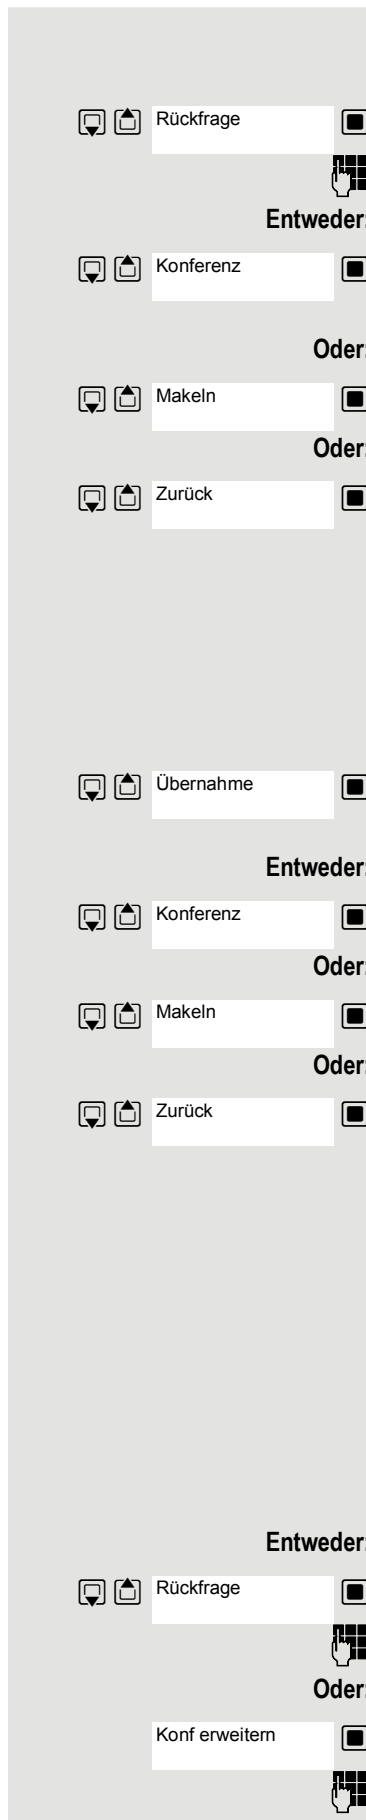 Rückfrage
Entweder:
Konferenz
Oder:
Makeln
Oder:
Zurück
Übernahme
Entweder:
Konferenz
Oder:
Makeln
Oder:
Zurück
Entweder:
Rückfrage
Oder:
Konf erweitern